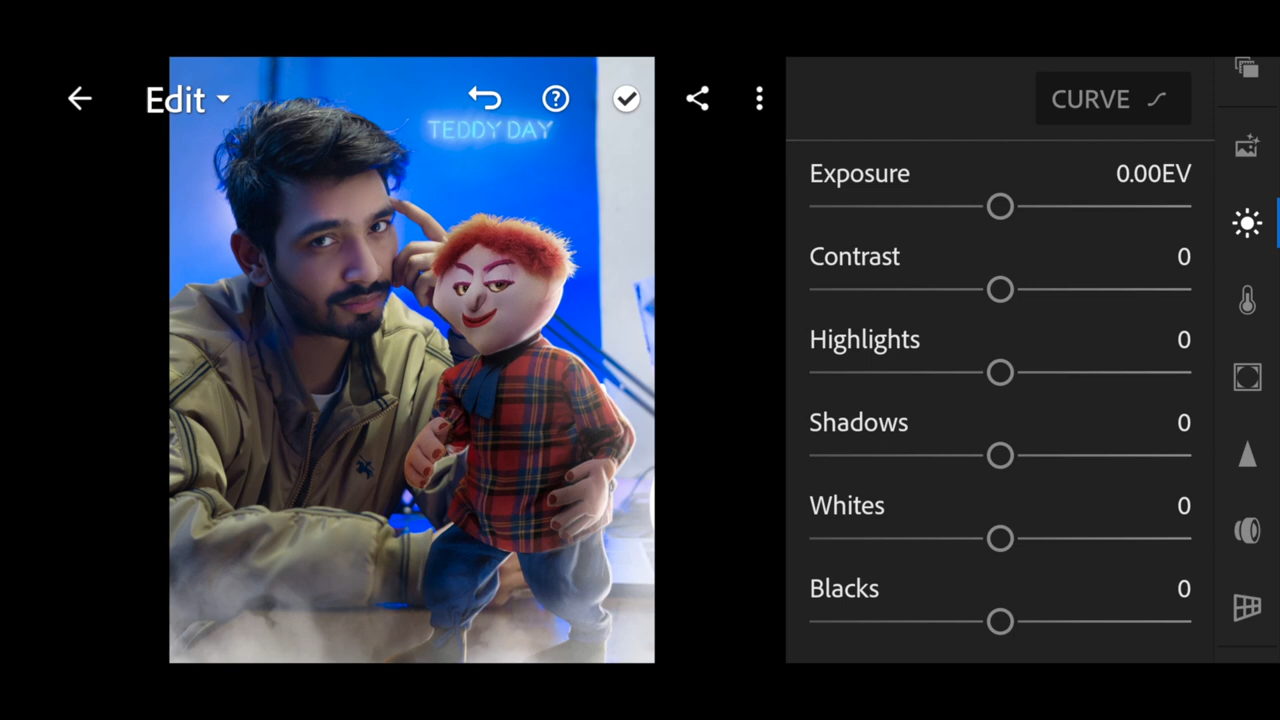 Edit
TEDDY DAY
CURVE
Exposure 0.00EV
Contrast 0
Highlights 0
Shadows 0
Whites 0
Blacks 0